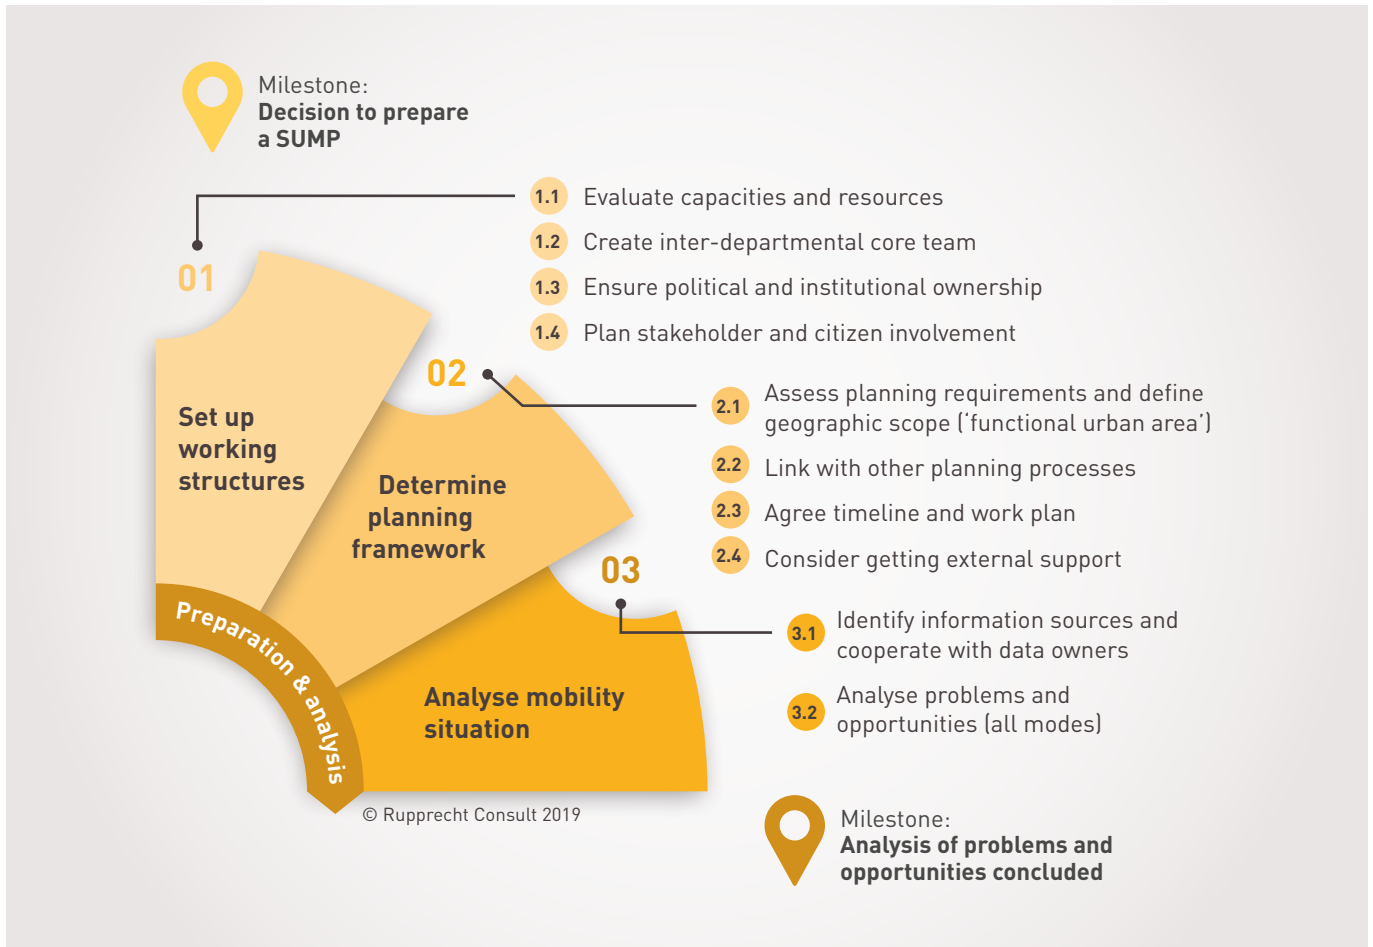 Milestone:
Decision to prepare
a SUMP
01
1.1 Evaluate capacities and resources
1.2 Create inter-departmental core team
1.3 Ensure political and institutional ownership
1.4 Plan stakeholder and citizen involvement
Set up
working
structures
02
2.1 Assess planning requirements and define
geographic scope (‘functional urban area’)
2.2 Link with other planning processes
2.3 Agree timeline and work plan
2.4 Consider getting external support
Determine
planning
framework
03
3.1 Identify information sources and
cooperate with data owners
3.2 Analyse problems and
opportunities (all modes)
Analyse mobility
situation
Preparation & analysis
© Rupprecht Consult 2019
Milestone:
Analysis of problems and
opportunities concluded